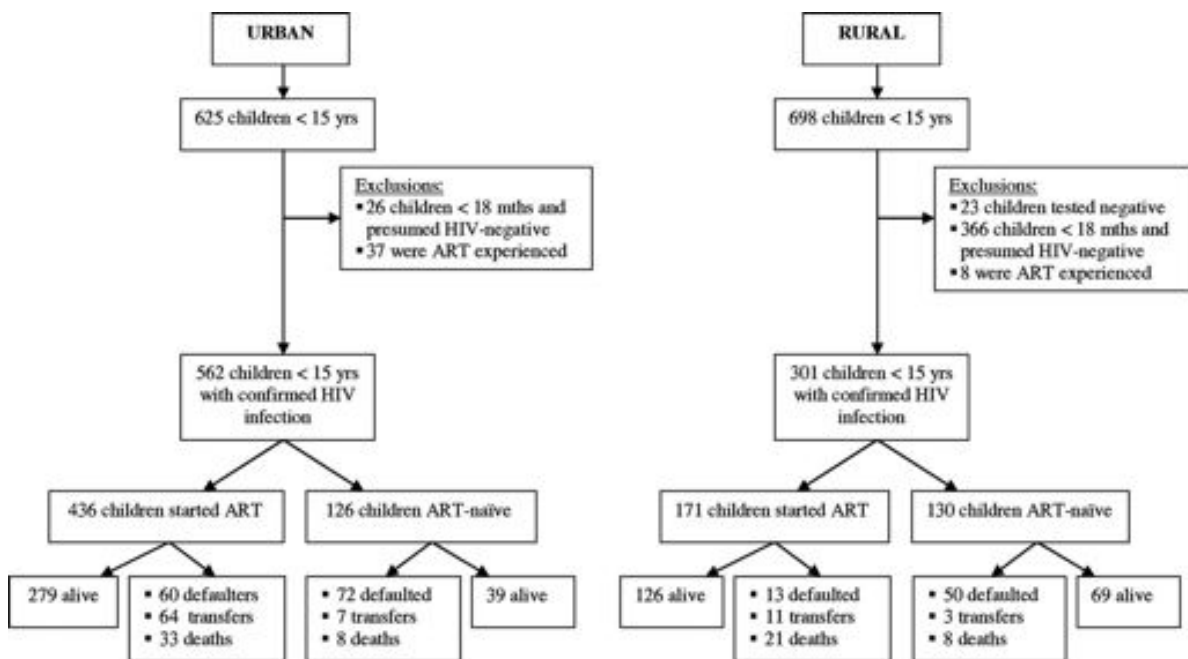 URBAN
625 children < 15 yrs
Exclusions:
▪ 26 children < 18 mths and
presumed HIV-negative
▪ 37 were ART experienced
562 children < 15 yrs
with confirmed HIV
infection
436 children started ART
126 children ART-naïve
279 alive
▪ 60 defaulters
▪ 64 transfers
▪ 33 deaths
▪ 72 defaulted
▪ 7 transfers
▪ 8 deaths
39 alive
RURAL
698 children < 15 yrs
Exclusions:
▪ 23 children tested negative
▪ 366 children < 18 mths and
presumed HIV-negative
▪ 8 were ART experienced
301 children < 15 yrs
with confirmed HIV
infection
171 children started ART
130 children ART-naïve
126 alive
▪ 13 defaulted
▪ 11 transfers
▪ 21 deaths
▪ 50 defaulted
▪ 3 transfers
▪ 8 deaths
69 alive